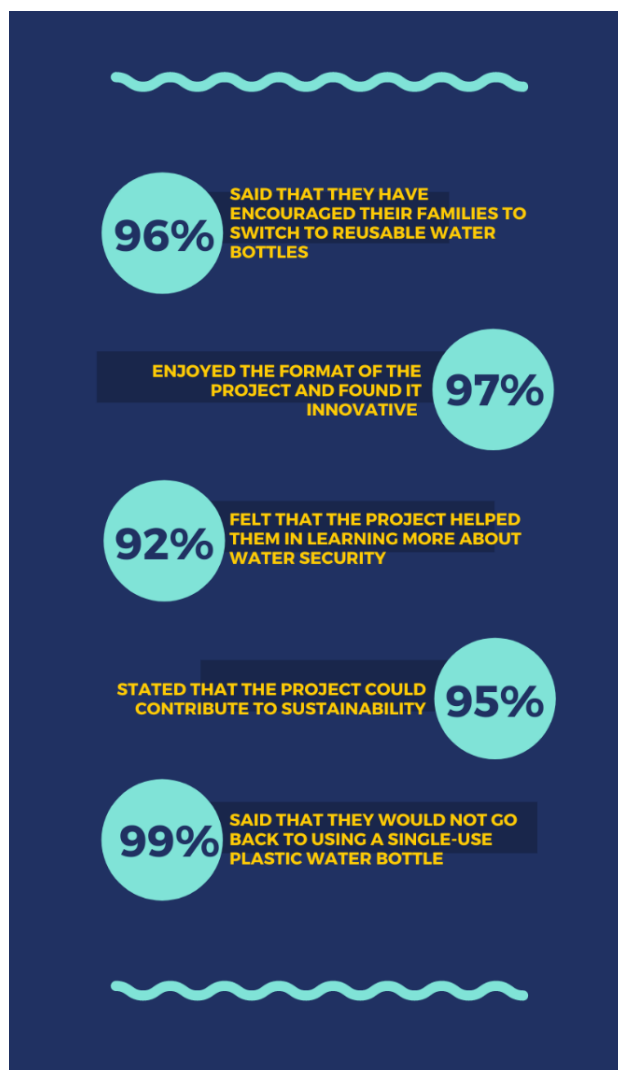 96%
SAID THAT THEY HAVE
ENCOURAGED THEIR FAMILIES TO
SWITCH TO REUSABLE WATER
BOTTLES
ENJOYED THE FORMAT OF THE
PROJECT AND FOUND IT
INNOVATIVE
97%
92%
FELT THAT THE PROJECT HELPED
THEM IN LEARNING MORE ABOUT
WATER SECURITY
STATED THAT THE PROJECT COULD
CONTRIBUTE TO SUSTAINABILITY
95%
99%
SAID THAT THEY WOULD NOT GO
BACK TO USING A SINGLE-USE
PLASTIC WATER BOTTLE